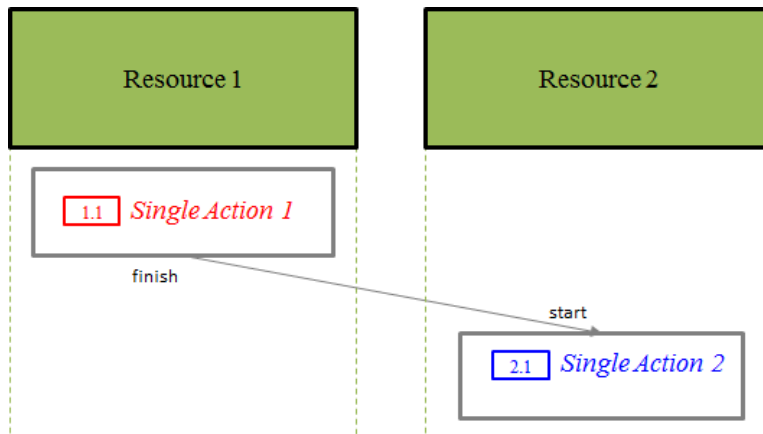 Resource 1
Resource 2
1.1 Single Action 1
finish
start
2.1 Single Action 2